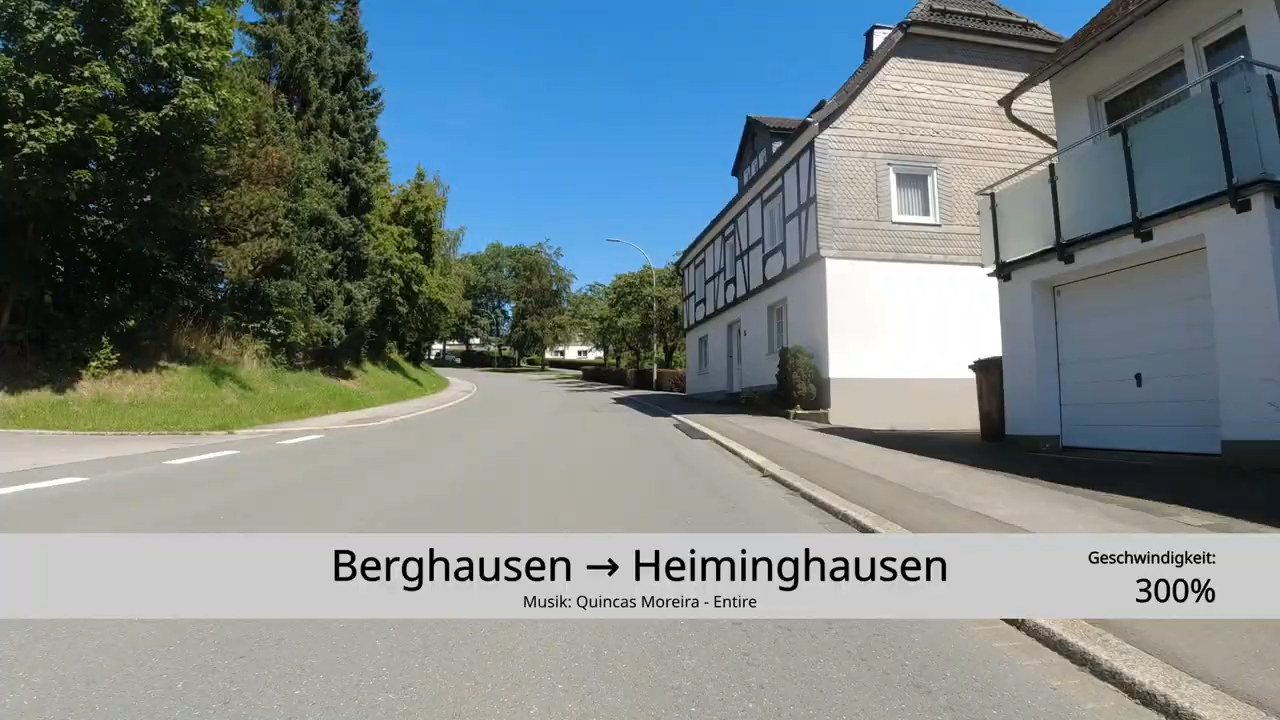 Berghausen → Heiminghausen
Musik: Quincas Moreira - Entire
Geschwindigkeit:
300%